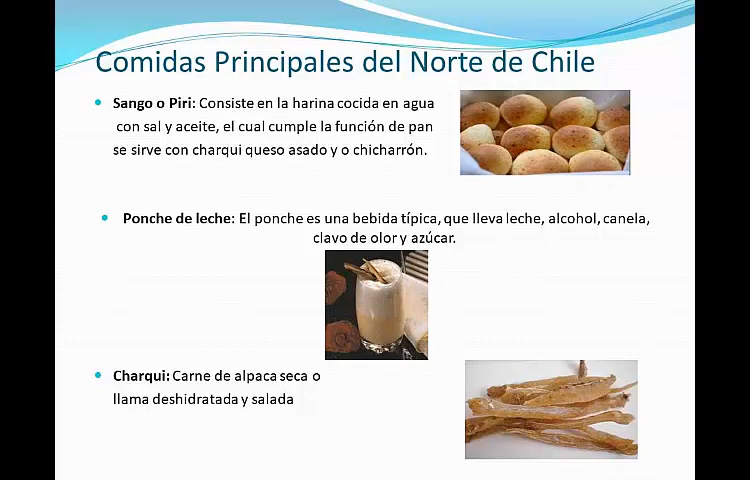 Comidas Principales del Norte de Chile
Sango o Piri: Consiste en la harina cocida en agua
con sal y aceite, el cual cumple la función de pan
se sirve con charqui queso asado y o chicharrón.
Ponche de leche: El ponche es una bebida típica, que lleva leche, alcohol, canela,
clavo de olor y azúcar.
Charqui: Carne de alpaca seca o
llama deshidratada y salada